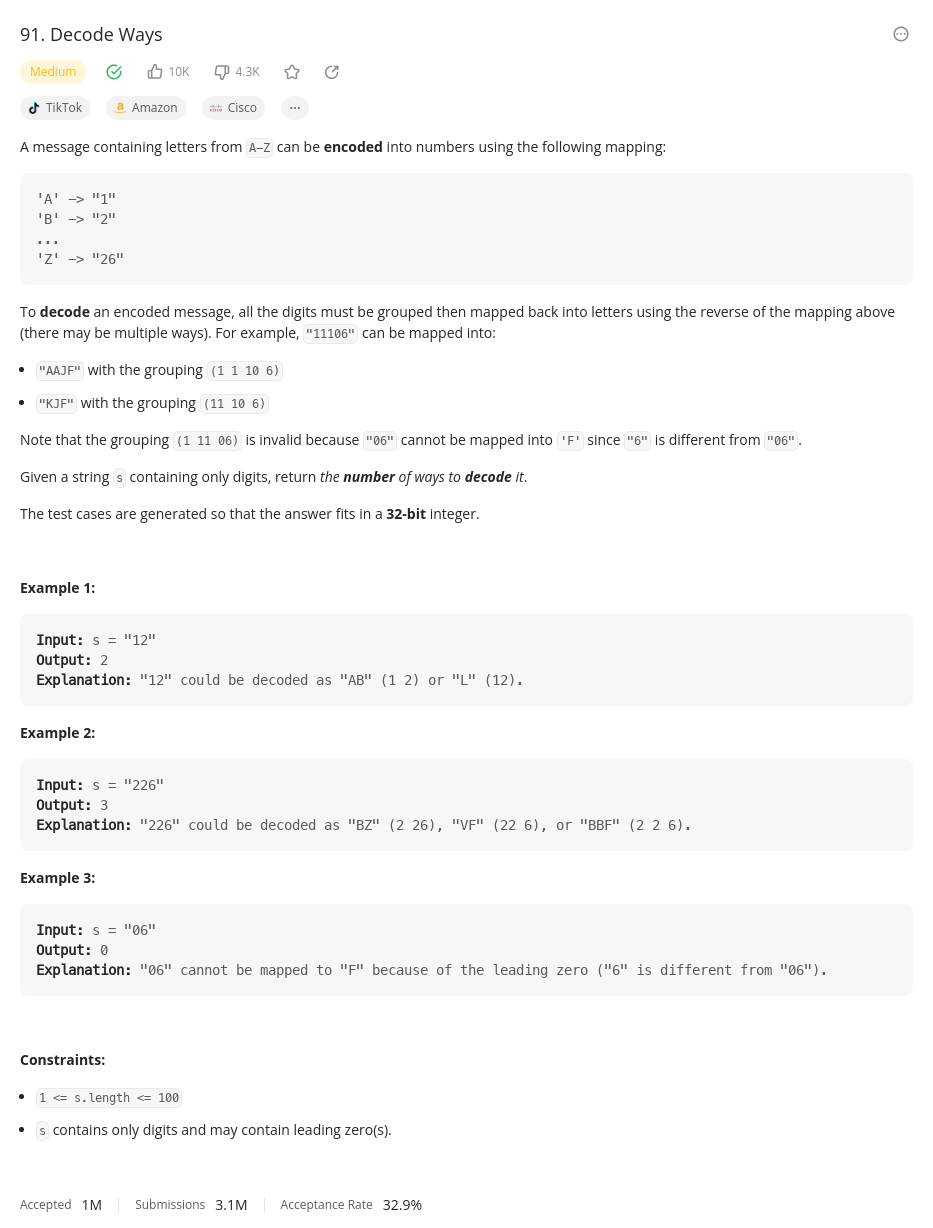 91. Decode Ways
Medium 10K 4.3K
TikTok Amazon Cisco ...
A message containing letters from A-Z can be encoded into numbers using the following mapping:
'A' -> "1"
'B' -> "2"
...
'Z' -> "26"
To decode an encoded message, all the digits must be grouped then mapped back into letters using the reverse of the mapping above
(there may be multiple ways). For example, "11106" can be mapped into:
• "AAJF" with the grouping (1 1 10 6)
• "KJF" with the grouping (11 10 6)
Note that the grouping (1 11 06) is invalid because "06" cannot be mapped into 'F' since "6" is different from "06".
Given a string s containing only digits, return the number of ways to decode it.
The test cases are generated so that the answer fits in a 32-bit integer.
Example 1:
Input: s = "12"
Output: 2
Explanation: "12" could be decoded as "AB" (1 2) or "L" (12).
Example 2:
Input: s = "226"
Output: 3
Explanation: "226" could be decoded as "BZ" (2 26), "VF" (22 6), or "BBF" (2 2 6).
Example 3:
Input: s = "06"
Output: 0
Explanation: "06" cannot be mapped to "F" because of the leading zero ("6" is different from "06").
Constraints:
• 1 <= s.length <= 100
• s contains only digits and may contain leading zero(s).
Accepted 1M Submissions 3.1M Acceptance Rate 32.9%